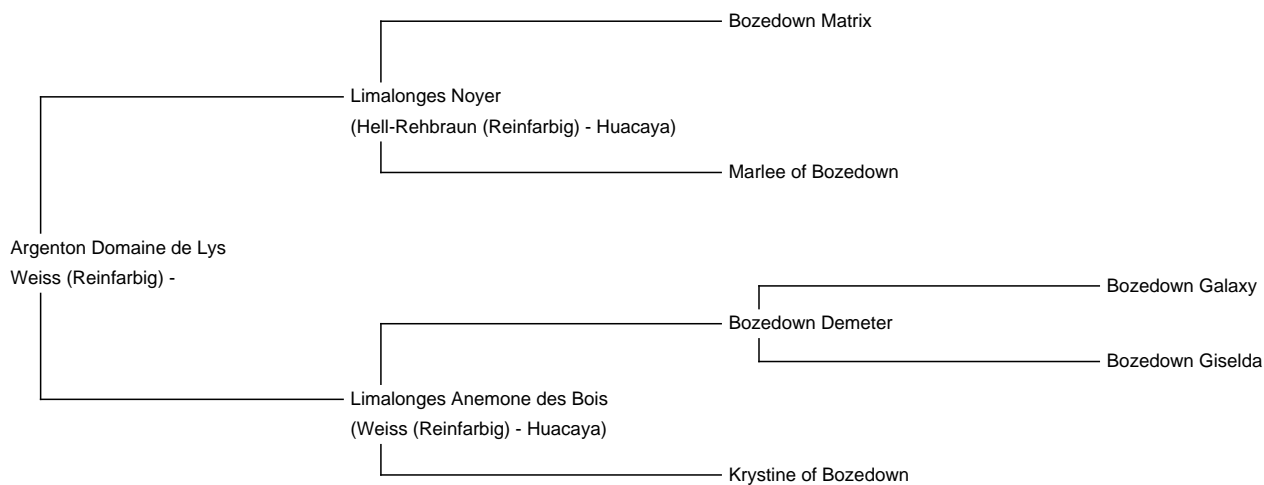 Bozedown Matrix
Limalonges Noyer
(Hell-Rehbraun (Reinfarbig) - Huacaya)
Marlee of Bozedown
Argenton Domaine de Lys
Weiss (Reinfarbig) -
Bozedown Galaxy
Bozedown Demeter
Bozedown Giselda
Limalonges Anemone des Bois
(Weiss (Reinfarbig) - Huacaya)
Krystine of Bozedown